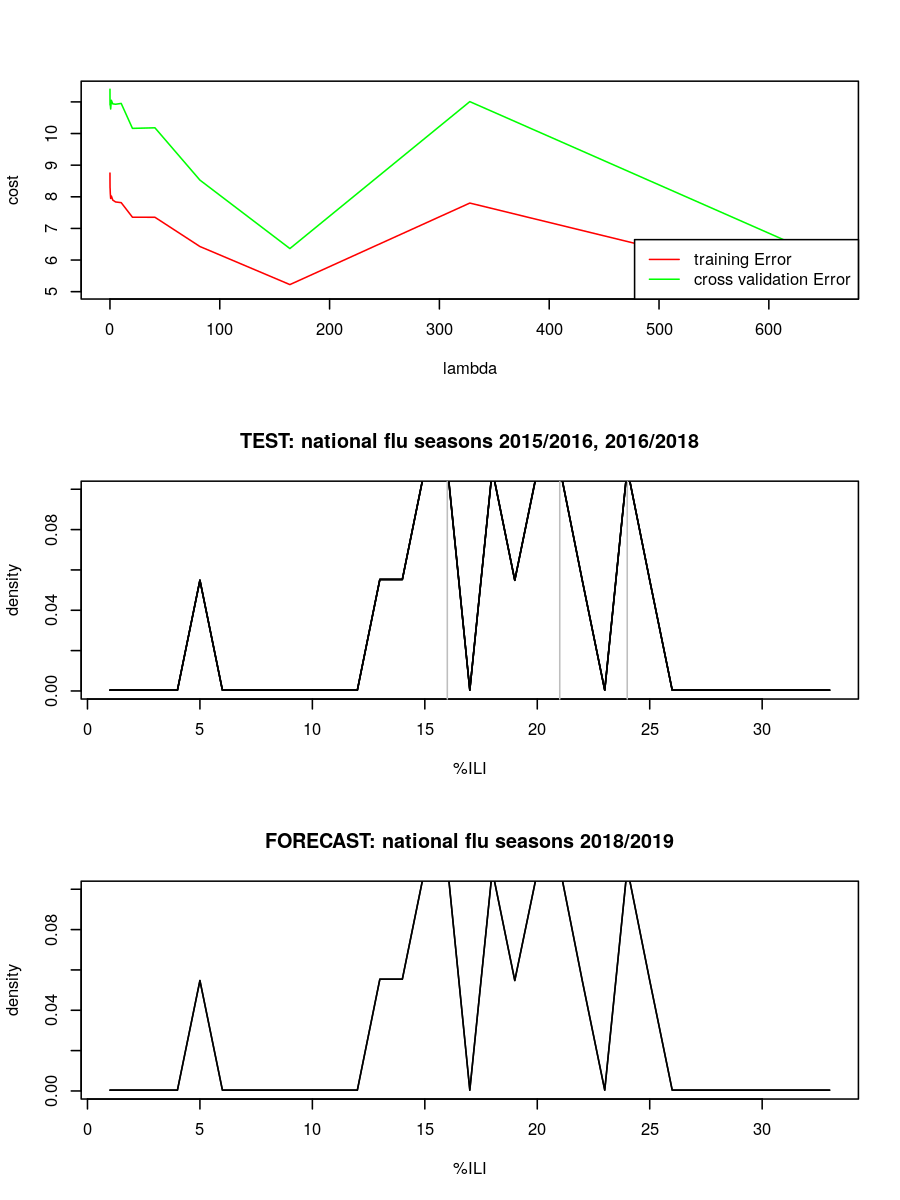 cost
5 6 7 8 9 10
training Error
cross validation Error
0 100 200 300 400 500 600
lambda
TEST: national flu seasons 2015/2016, 2016/2018
density
0.00 0.04 0.08
0 5 10 15 20 25 30
%ILI
FORECAST: national flu seasons 2018/2019
density
0.00 0.04 0.08
0 5 10 15 20 25 30
%ILI